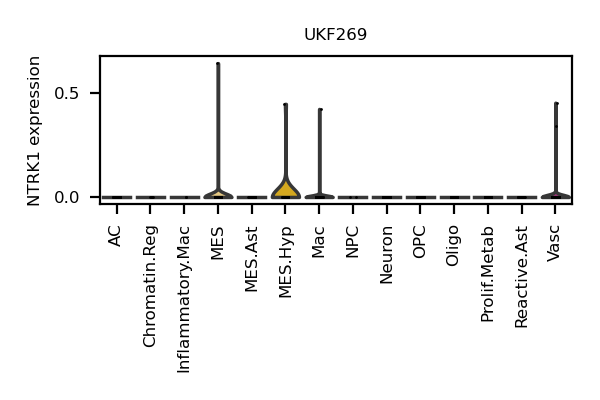 UKF269
NTRK1 expression
0.5
0.0
AC
Chromatin.Reg
Inflammatory.Mac
MES
MES.Ast
MES.Hyp
Mac
NPC
Neuron
OPC
Oligo
Prolif.Metab
Reactive.Ast
Vasc